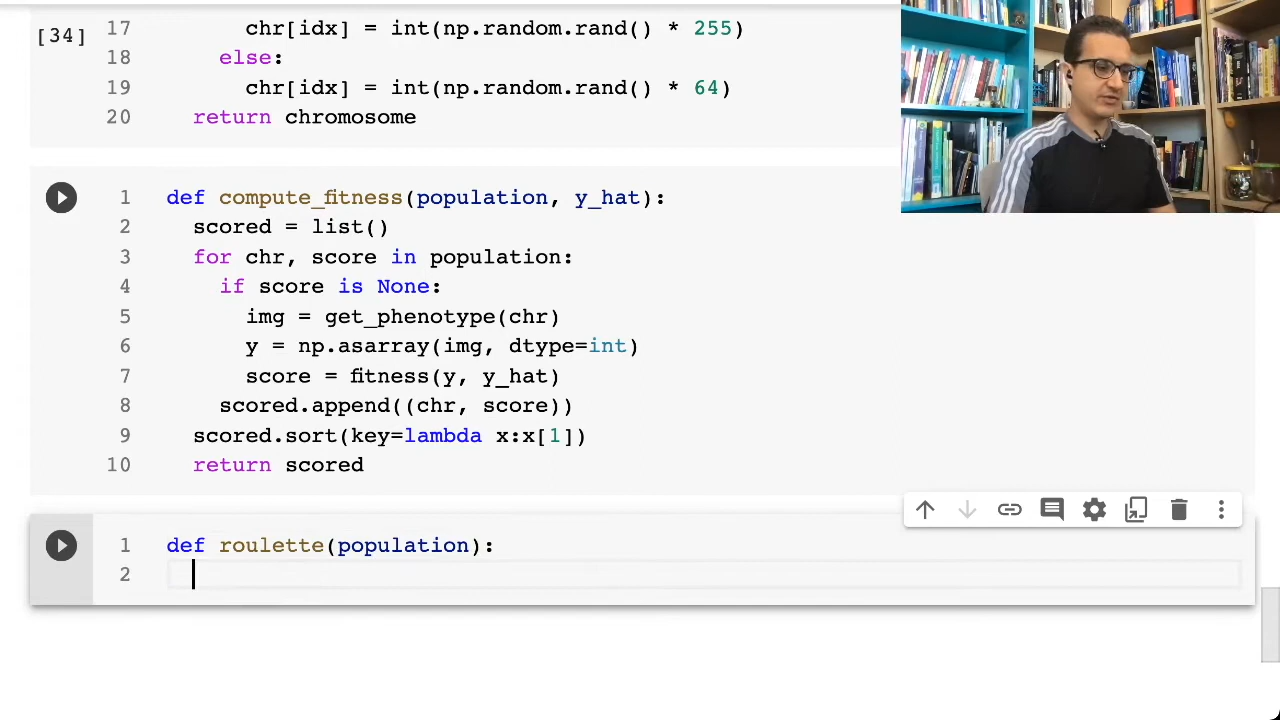 [34]
17 chr[idx] = int(np.random.rand() * 255)
18 else:
19 chr[idx] = int(np.random.rand() * 64)
20 return chromosome
1 def compute_fitness(population, y_hat):
2 scored = list()
3 for chr, score in population:
4 if score is None:
5 img = get_phenotype(chr)
6 y = np.asarray(img, dtype=int)
7 score = fitness(y, y_hat)
8 scored.append((chr, score))
9 scored.sort(key=lambda x:x[1])
10 return scored
1 def roulette(population):
2